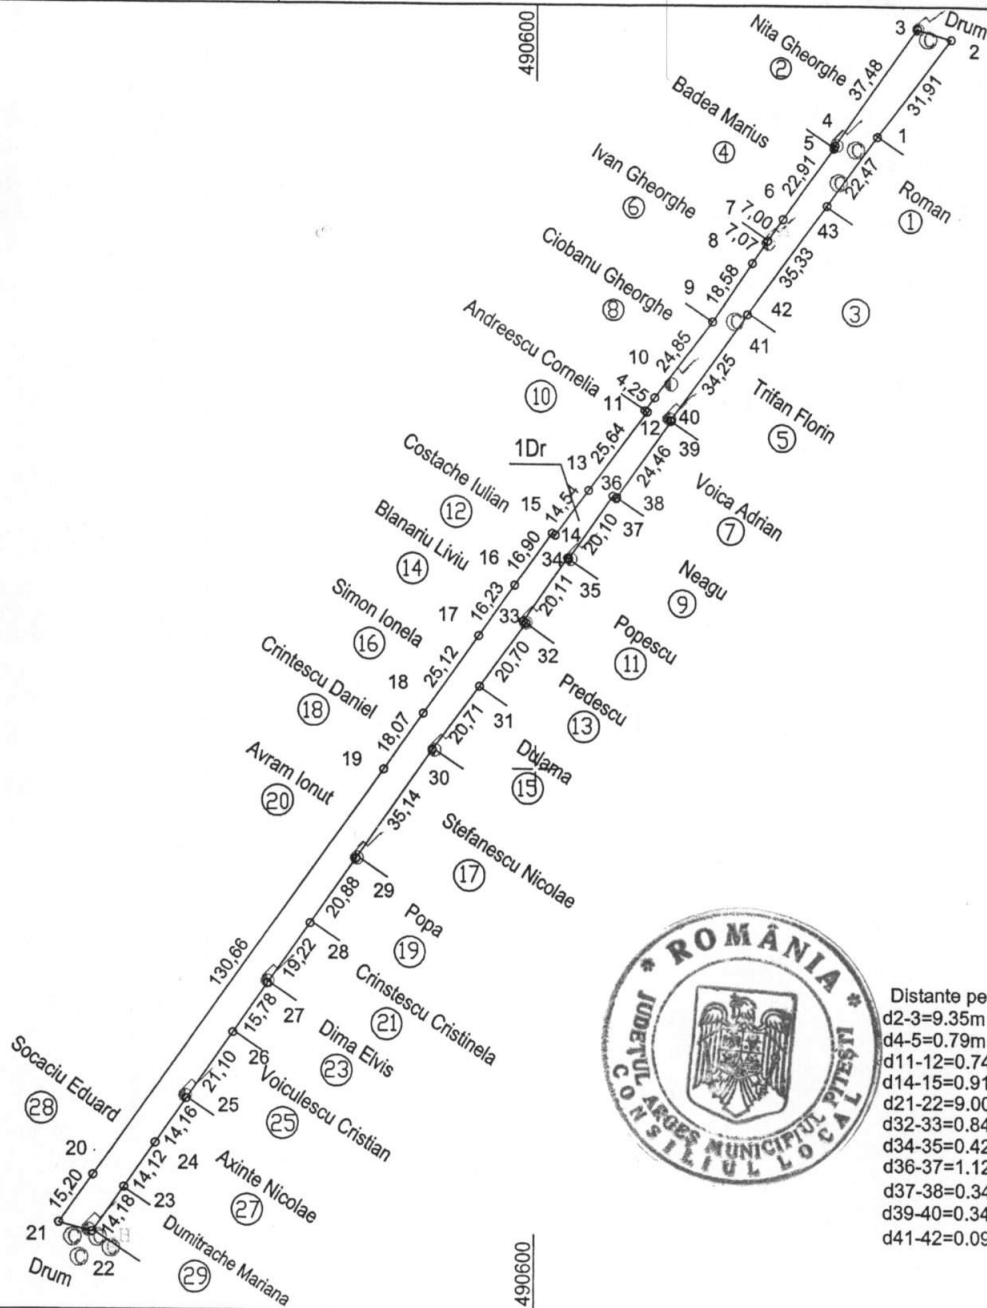 490600
Drum
3
2
Nita Gheorghe
2
37,48
31,91
Badea Marius
4
4
5
1
22,91
22,47
Roman
1
Ivan Gheorghe
6
6
7
7,00
7,07
43
8
35,33
Ciobanu Gheorghe
8
18,58
9
42
3
41
Andreescu Cornelia
10
10
24,85
4,25
34,25
11
12
40
39
Trifan Florin
5
1Dr
13
25,64
24,46
36
38
37
Voica Adrian
7
Costache Iulian
12
15
14,54
14
20,10
34
35
Neagu
9
Blanariu Liviu
14
16
16,90
20,11
33
32
Popescu
11
Simon Ionela
16
17
16,23
20,70
31
Predescu
13
Crintescu Daniel
18
18
25,12
20,71
30
Dulama
15
Avram Ionut
20
19
18,07
35,14
Stefanescu Nicolae
17
29
20,88
Popa
19
28
130,66
19,22
Crinstescu Cristinela
21
27
15,78
Dima Elvis
23
26
21,10
Voiculescu Cristian
25
25
Socaciu Eduard
28
14,16
24
Axinte Nicolae
27
20
14,12
23
15,20
14,18
Dumitrache Mariana
29
21
22
Drum
490600
* ROMÂNIA *
JUDEŢUL ARGEŞ MUNICIPIUL PITEŞTI
CONSILIUL LOCAL
Distante pe
d2-3=9.35m
d4-5=0.79m
d11-12=0.74
d14-15=0.91
d21-22=9.00
d32-33=0.84
d34-35=0.42
d36-37=1.12
d37-38=0.34
d39-40=0.34
d41-42=0.09